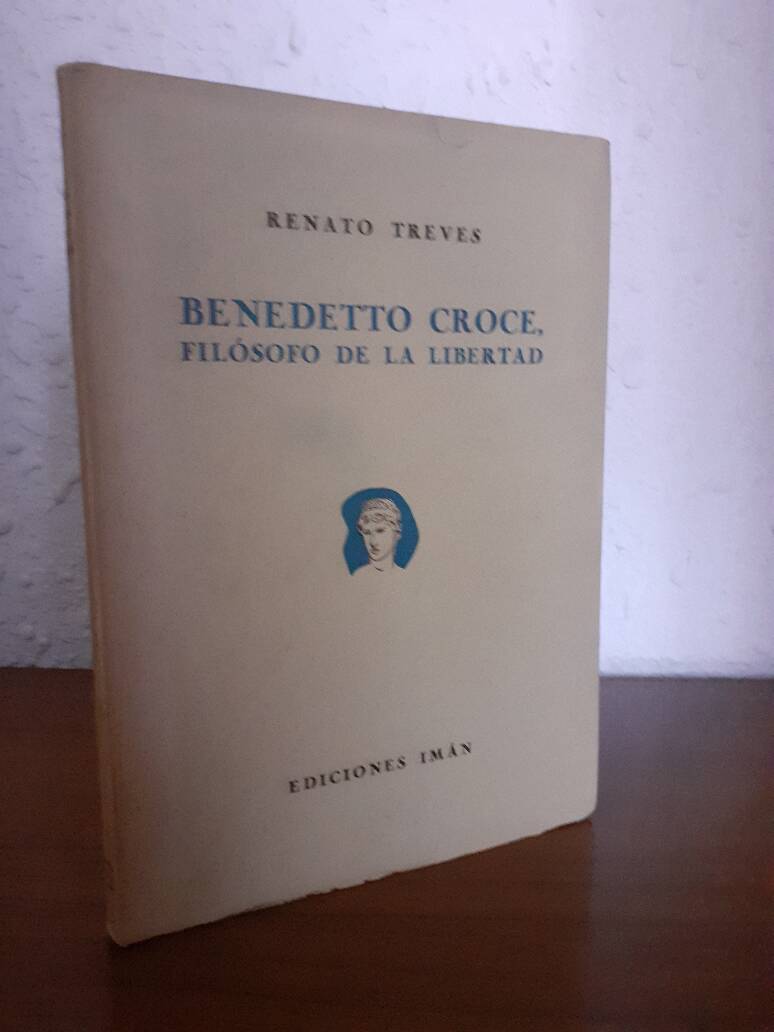 RENATO TREVES
BENEDETTO CROCE,
FILÓSOFO DE LA LIBERTAD
EDICIONES IMÁN